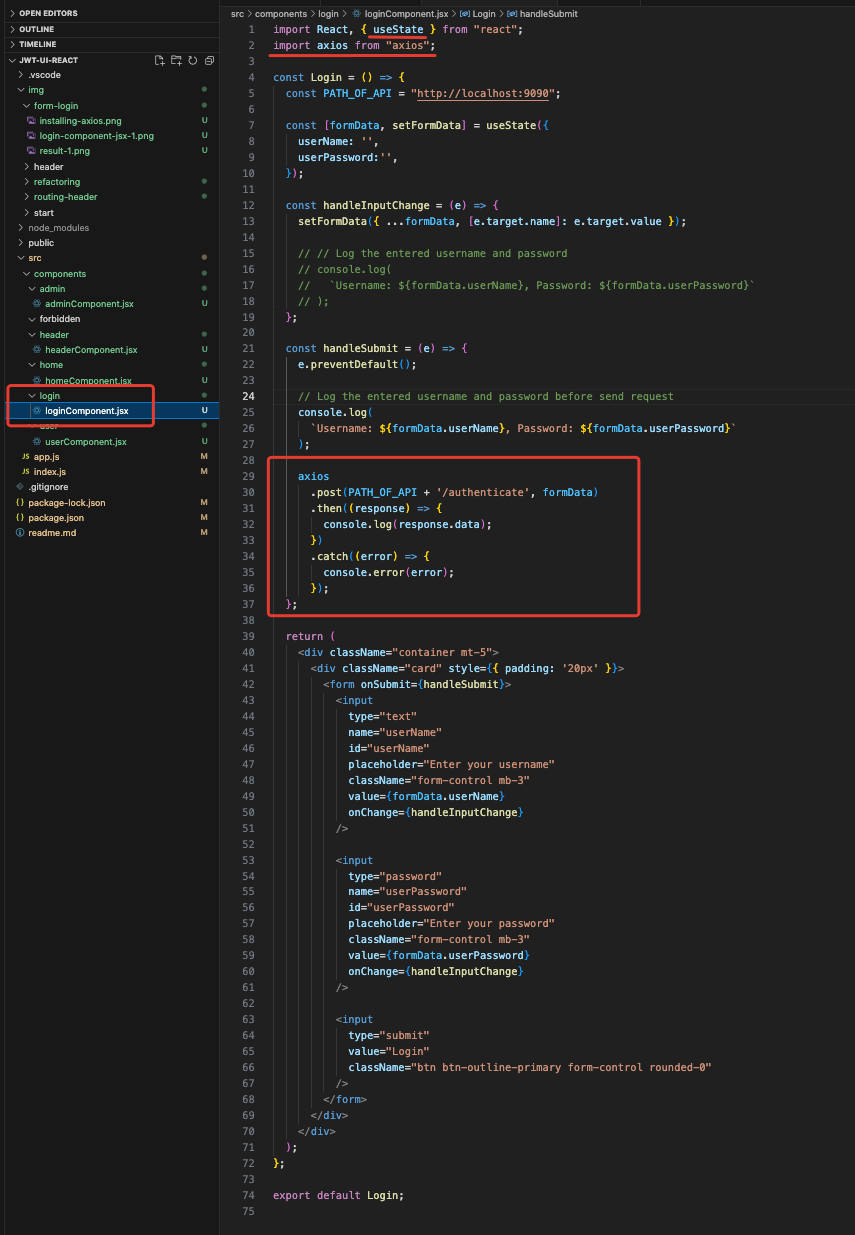 OPEN EDITORS
OUTLINE
TIMELINE
JWT-UI-REACT
.vscode
img
form-login
installing-axios.png U
login-component-jsx-1.png U
result-1.png U
header
refactoring
routing-header
start
node_modules
public
src
components
admin
adminComponent.jsx U
forbidden
header
headerComponent.jsx U
home
homeComponent.jsx U
login
loginComponent.jsx U
user
userComponent.jsx U
JS app.js M
JS index.js M
.gitignore
{} package-lock.json M
{} package.json M
readme.md M
src > components > login > loginComponent.jsx > Login > handleSubmit
1 import React, { useState } from "react";
2 import axios from "axios";
3
4 const Login = () => {
5 const PATH_OF_API = "http://localhost:9090";
6
7 const [formData, setFormData] = useState({
8 userName: '',
9 userPassword:'',
10 });
11
12 const handleInputChange = (e) => {
13 setFormData({ ...formData, [e.target.name]: e.target.value });
14
15 // // Log the entered username and password
16 // console.log(
17 //   `Username: ${formData.userName}, Password: ${formData.userPassword}`
18 // );
19 };
20
21 const handleSubmit = (e) => {
22 e.preventDefault();
23
24 // Log the entered username and password before send request
25 console.log(
26 `Username: ${formData.userName}, Password: ${formData.userPassword}`
27 );
28
29 axios
30 .post(PATH_OF_API + '/authenticate', formData)
31 .then((response) => {
32 console.log(response.data);
33 })
34 .catch((error) => {
35 console.error(error);
36 });
37 };
38
39 return (
40 <div className="container mt-5">
41 <div className="card" style={{ padding: '20px' }}>
42 <form onSubmit={handleSubmit}>
43 <input
44 type="text"
45 name="userName"
46 id="userName"
47 placeholder="Enter your username"
48 className="form-control mb-3"
49 value={formData.userName}
50 onChange={handleInputChange}
51 />
52
53 <input
54 type="password"
55 name="userPassword"
56 id="userPassword"
57 placeholder="Enter your password"
58 className="form-control mb-3"
59 value={formData.userPassword}
60 onChange={handleInputChange}
61 />
62
63 <input
64 type="submit"
65 value="Login"
66 className="btn btn-outline-primary form-control rounded-0"
67 />
68 </form>
69 </div>
70 </div>
71 );
72 };
73
74 export default Login;
75